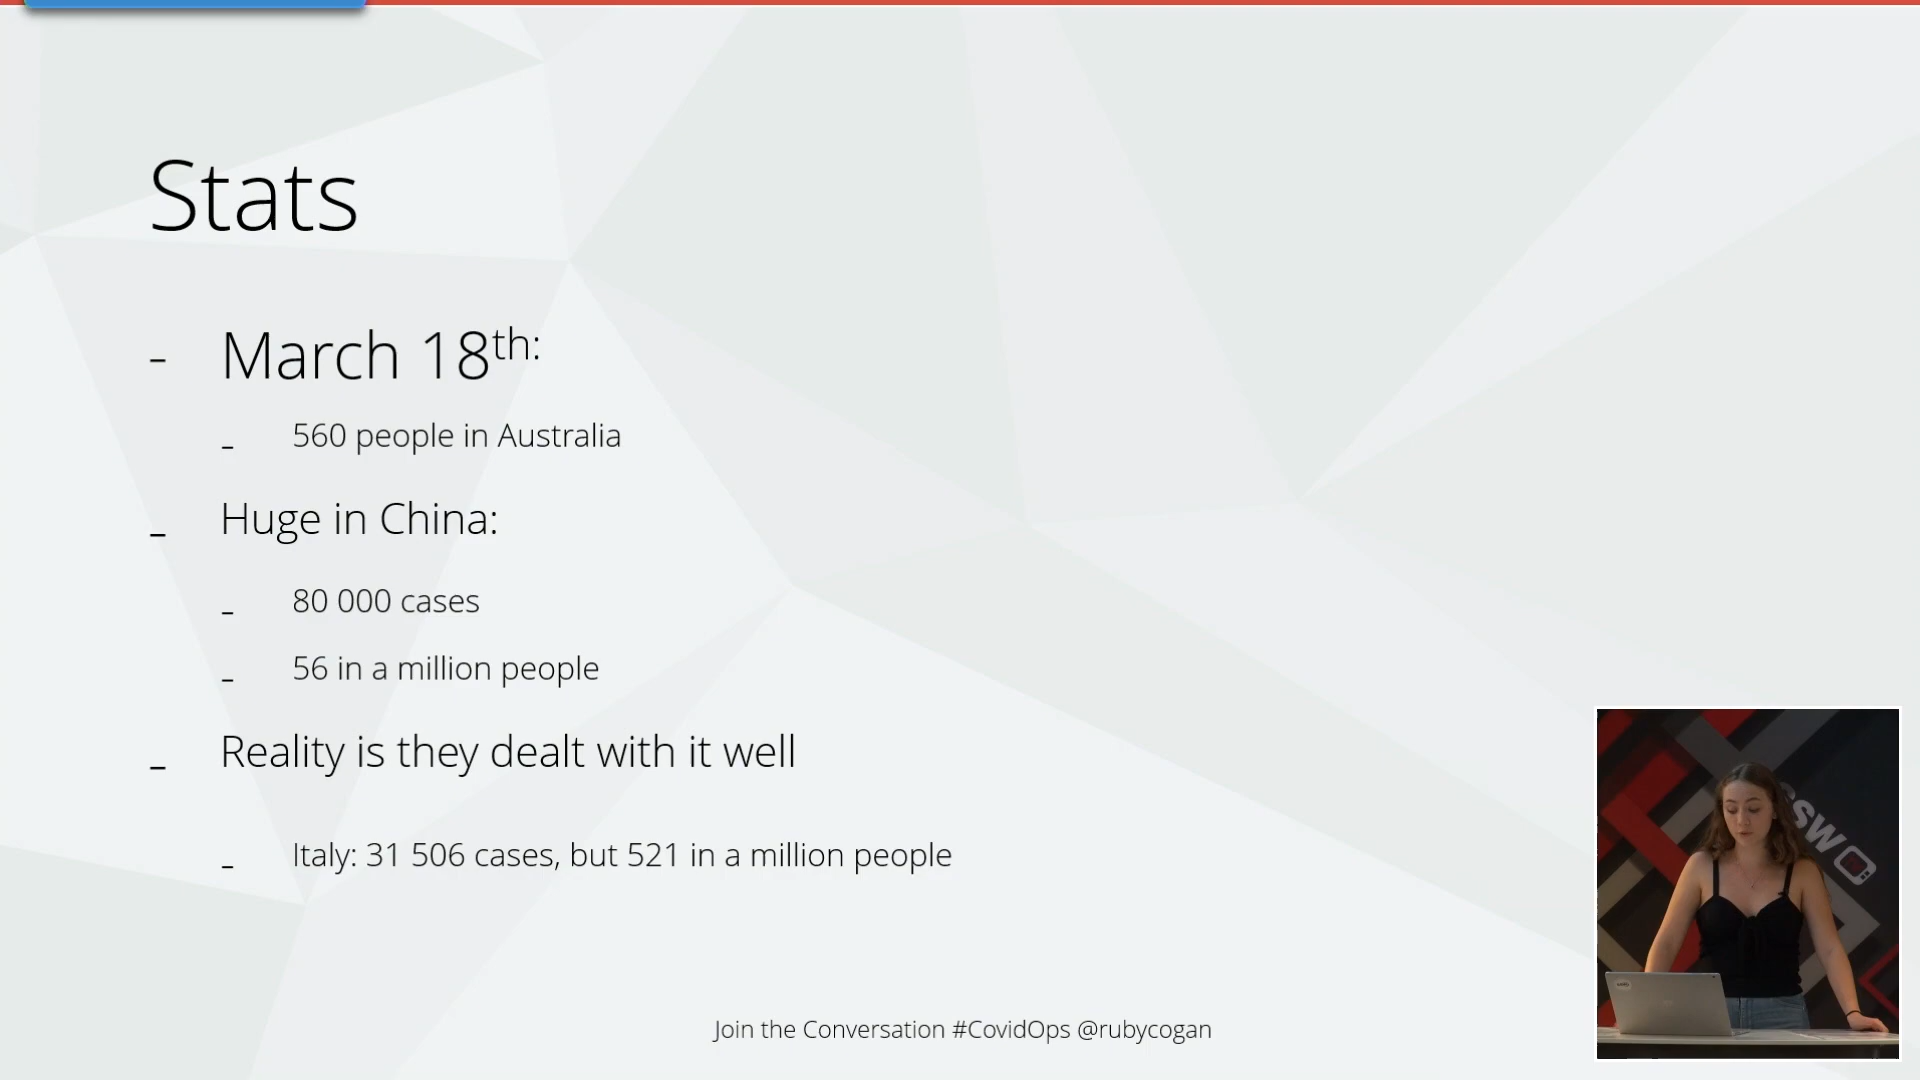 Stats
- March 18th:
- 560 people in Australia
- Huge in China:
- 80 000 cases
- 56 in a million people
- Reality is they dealt with it well
- Italy: 31 506 cases, but 521 in a million people
SSW
Join the Conversation #CovidOps @rubycogan